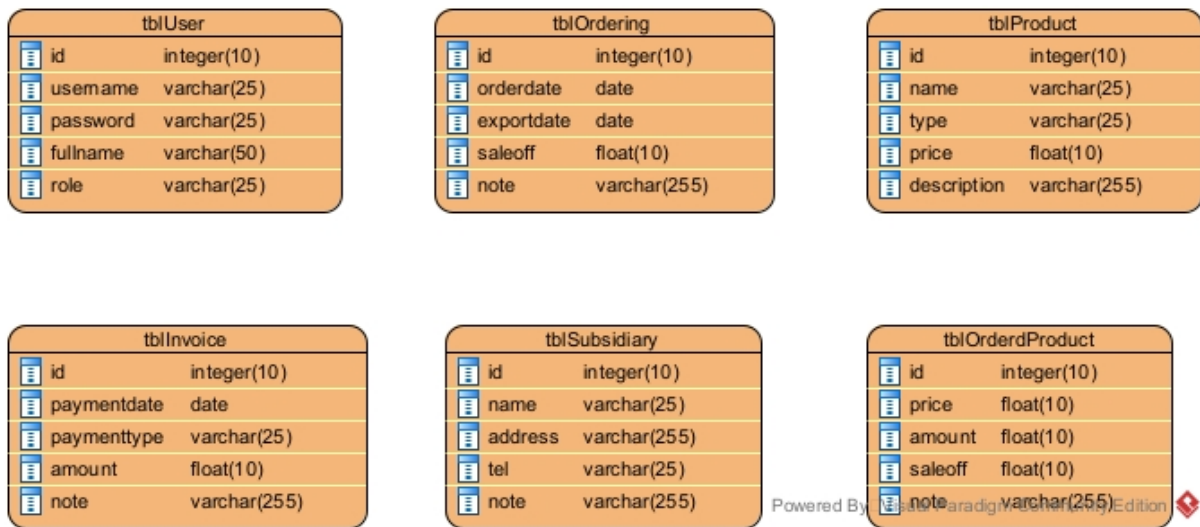 tblUser
id integer(10)
username varchar(25)
password varchar(25)
fullname varchar(50)
role varchar(25)
tblOrdering
id integer(10)
orderdate date
exportdate date
saleoff float(10)
note varchar(255)
tblProduct
id integer(10)
name varchar(25)
type varchar(25)
price float(10)
description varchar(255)
tblInvoice
id integer(10)
paymentdate date
paymenttype varchar(25)
amount float(10)
note varchar(255)
tblSubsidiary
id integer(10)
name varchar(25)
address varchar(255)
tel varchar(25)
note varchar(255)
tblOrderdProduct
id integer(10)
price float(10)
amount float(10)
saleoff float(10)
note varchar(255)
Powered By Visual Paradigm Community Edition